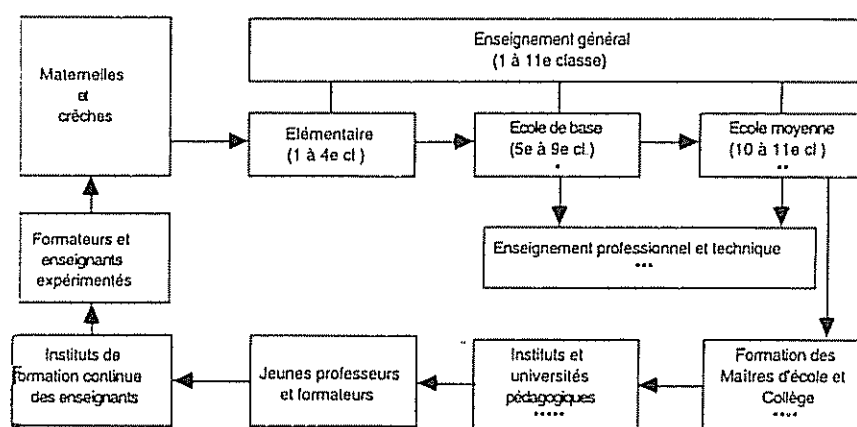 Maternelles
et
crèches
Enseignement général
(1 à 11e classe)
Elémentaire
(1 à 4e cl )
Ecole de base
(5e à 9e cl.)
•
Ecole moyenne
(10 à 11e cl )
••
Formateurs et
enseignants
expérimentés
Enseignement professionnel et technique
•••
Instituts de
formation continue
des enseignants
Jeunes professeurs
et formateurs
Instituts et
universités
pédagogiques
•••••
Formation des
Maîtres d'école et
Collège
••••